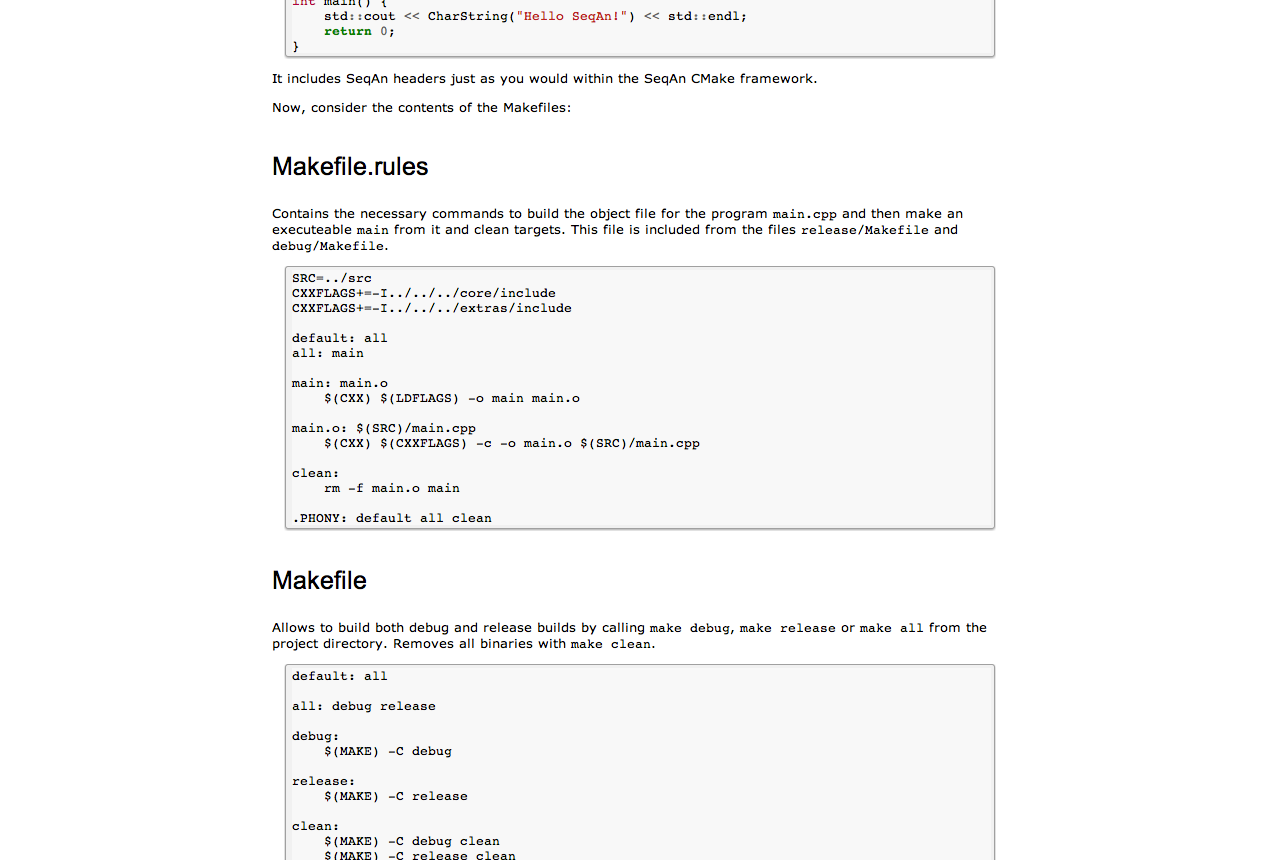 int main() {
    std::cout << CharString("Hello SeqAn!") << std::endl;
    return 0;
}
It includes SeqAn headers just as you would within the SeqAn CMake framework.
Now, consider the contents of the Makefiles:
Makefile.rules
Contains the necessary commands to build the object file for the program main.cpp and then make an
executeable main from it and clean targets. This file is included from the files release/Makefile and
debug/Makefile.
SRC=../src
CXXFLAGS+=-I../../../core/include
CXXFLAGS+=-I../../../extras/include
default: all
all: main
main: main.o
    $(CXX) $(LDFLAGS) -o main main.o
main.o: $(SRC)/main.cpp
    $(CXX) $(CXXFLAGS) -c -o main.o $(SRC)/main.cpp
clean:
    rm -f main.o main
.PHONY: default all clean
Makefile
Allows to build both debug and release builds by calling make debug, make release or make all from the
project directory. Removes all binaries with make clean.
default: all
all: debug release
debug:
    $(MAKE) -C debug
release:
    $(MAKE) -C release
clean:
    $(MAKE) -C debug clean
    $(MAKE) -C release clean